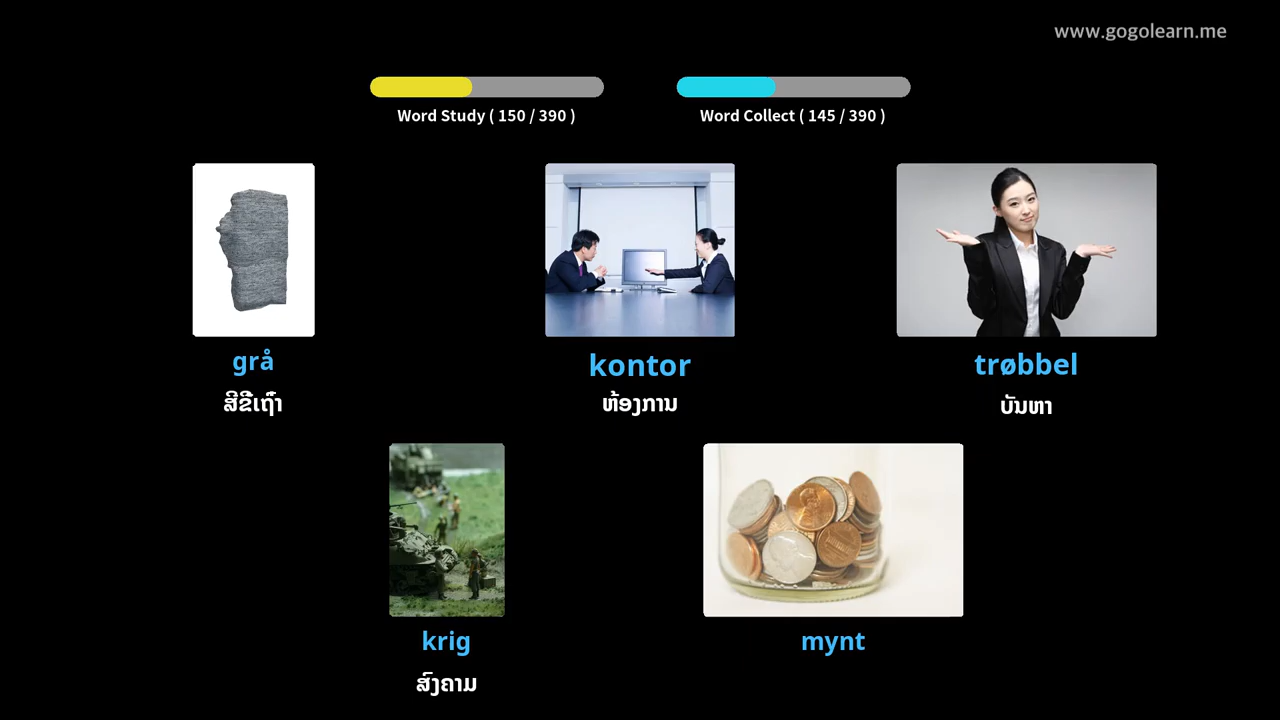 www.gogolearn.me
Word Study ( 150 / 390 )
Word Collect ( 145 / 390 )
grå
ສີຂີ້ເຖົ່າ
kontor
ຫ້ອງການ
trøbbel
ບັນຫາ
krig
ສົງຄາມ
mynt